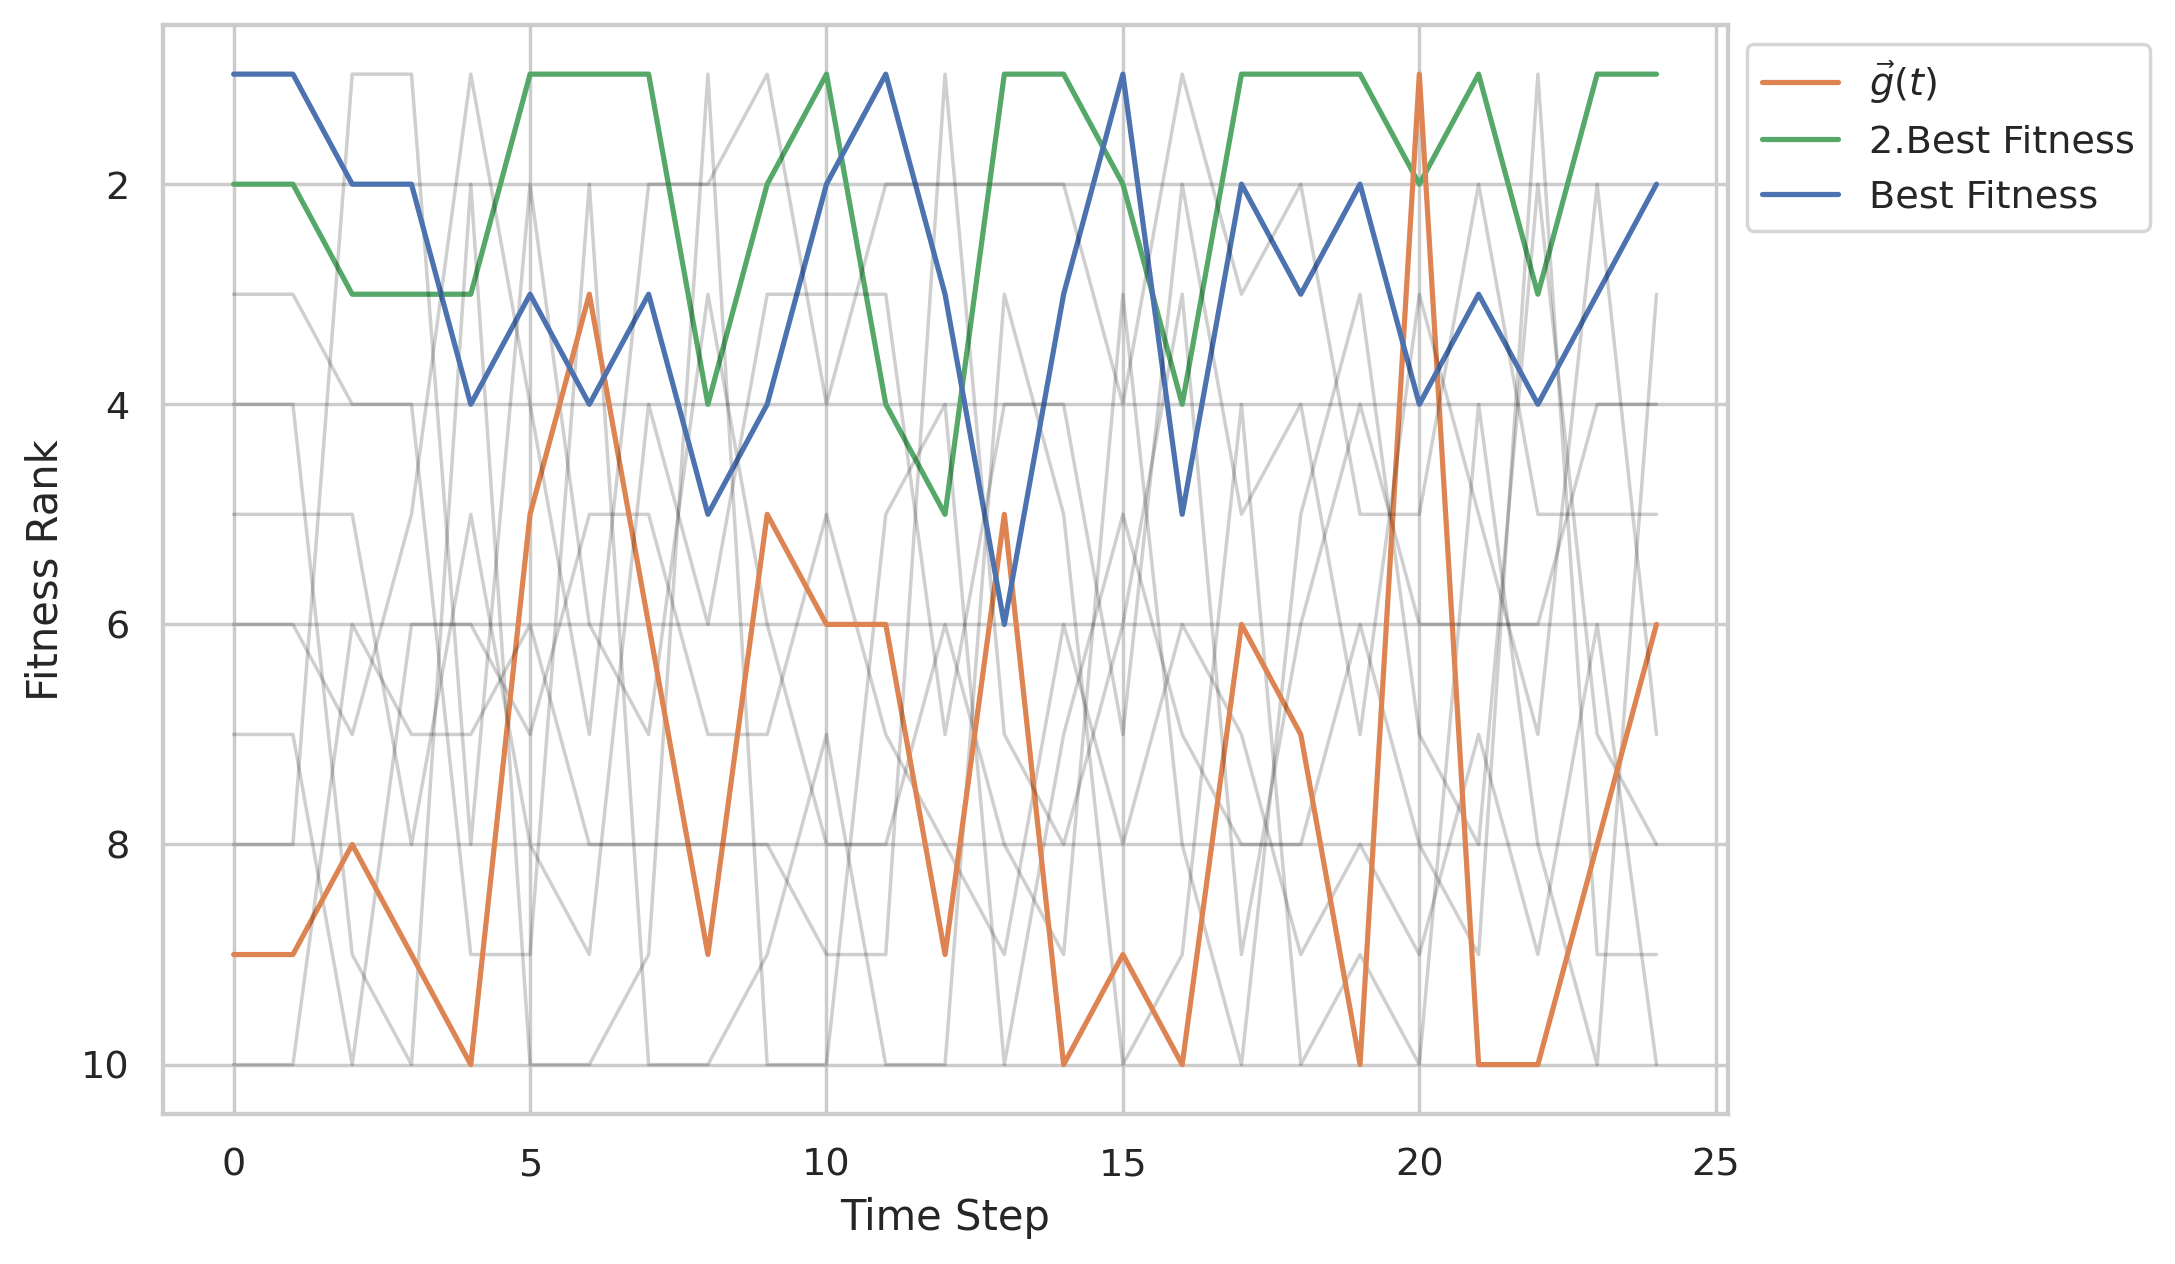 Fitness Rank
2
4
6
8
10
0 5 10 15 20 25
Time Step
g⃗(t)
2.Best Fitness
Best Fitness